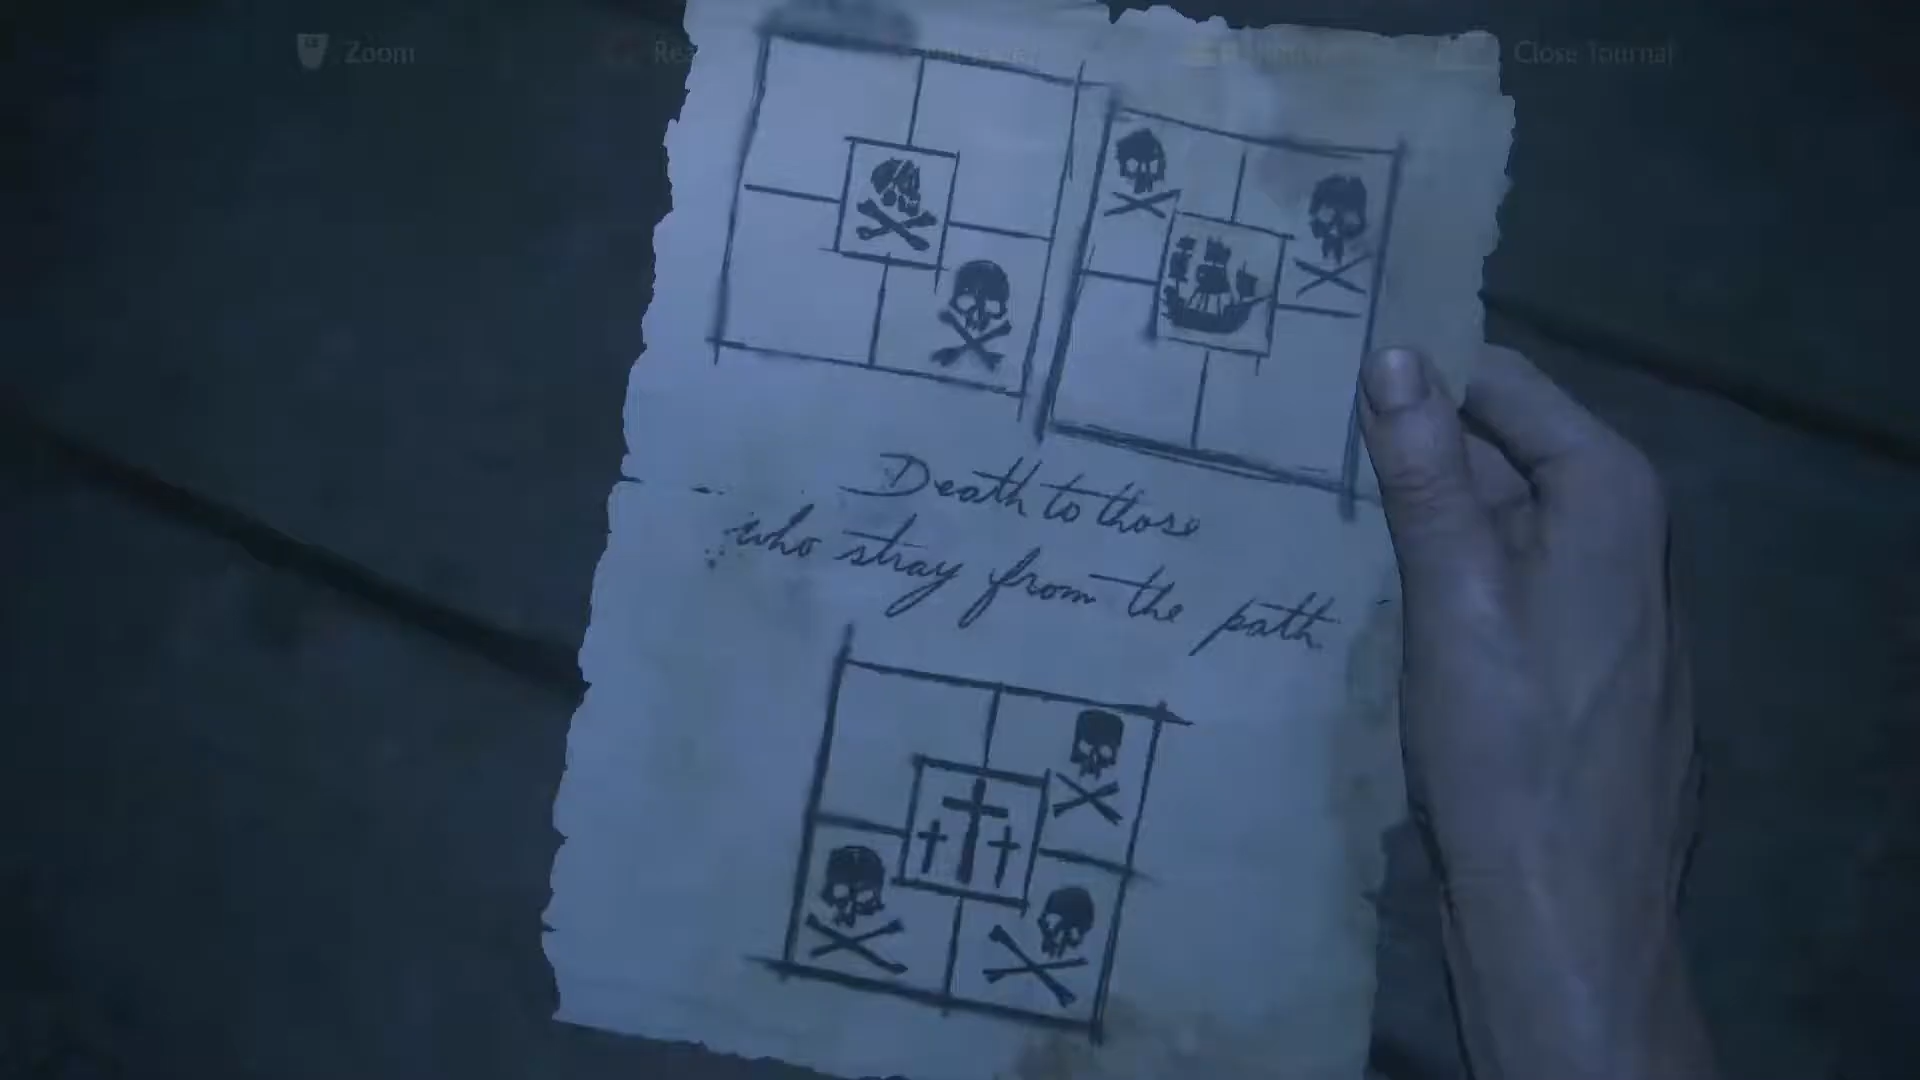 Zoom
Close Journal
Death to those
who stray from the path.